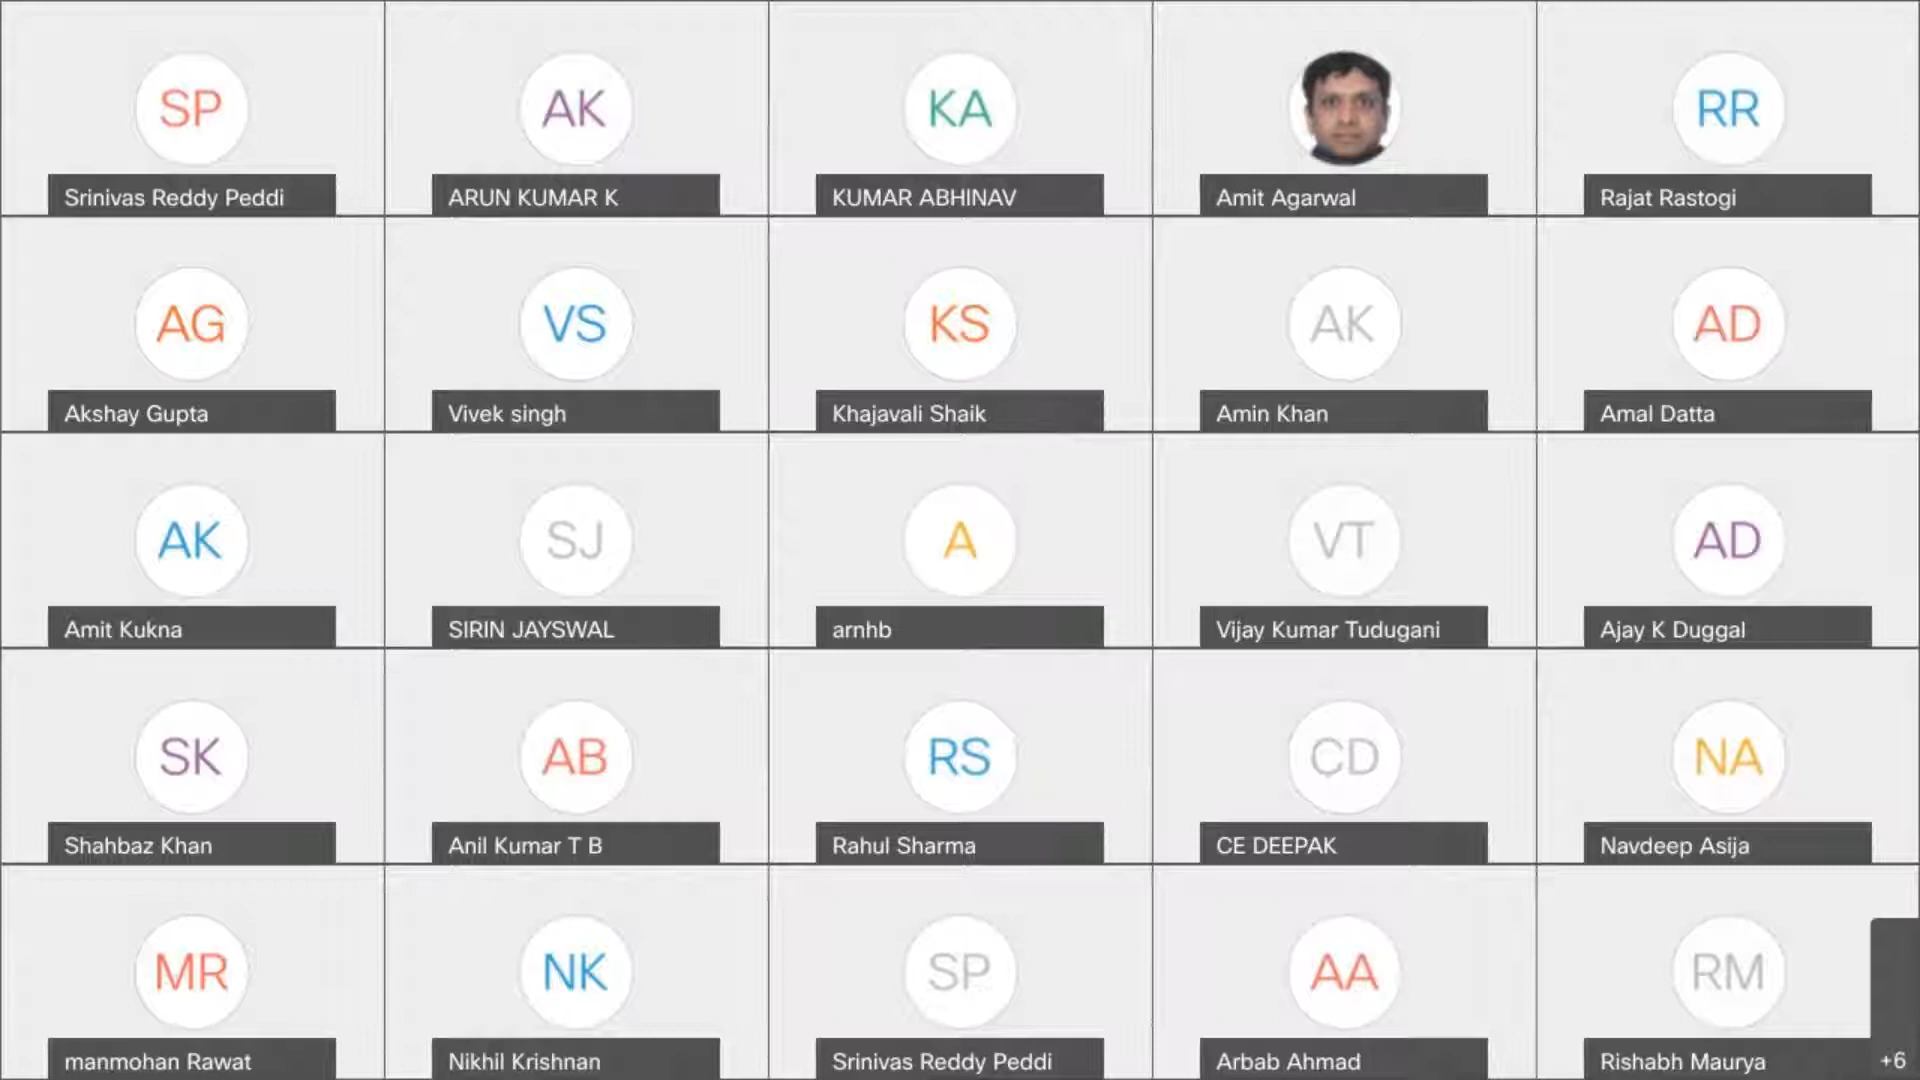 SP
AK
KA
RR
Srinivas Reddy Peddi
ARUN KUMAR K
KUMAR ABHINAV
Amit Agarwal
Rajat Rastogi
AG
VS
KS
AK
AD
Akshay Gupta
Vivek singh
Khajavali Shaik
Amin Khan
Amal Datta
AK
SJ
A
VT
AD
Amit Kukna
SIRIN JAYSWAL
arnhb
Vijay Kumar Tudugani
Ajay K Duggal
SK
AB
RS
CD
NA
Shahbaz Khan
Anil Kumar T B
Rahul Sharma
CE DEEPAK
Navdeep Asija
MR
NK
SP
AA
RM
manmohan Rawat
Nikhil Krishnan
Srinivas Reddy Peddi
Arbab Ahmad
Rishabh Maurya
+6